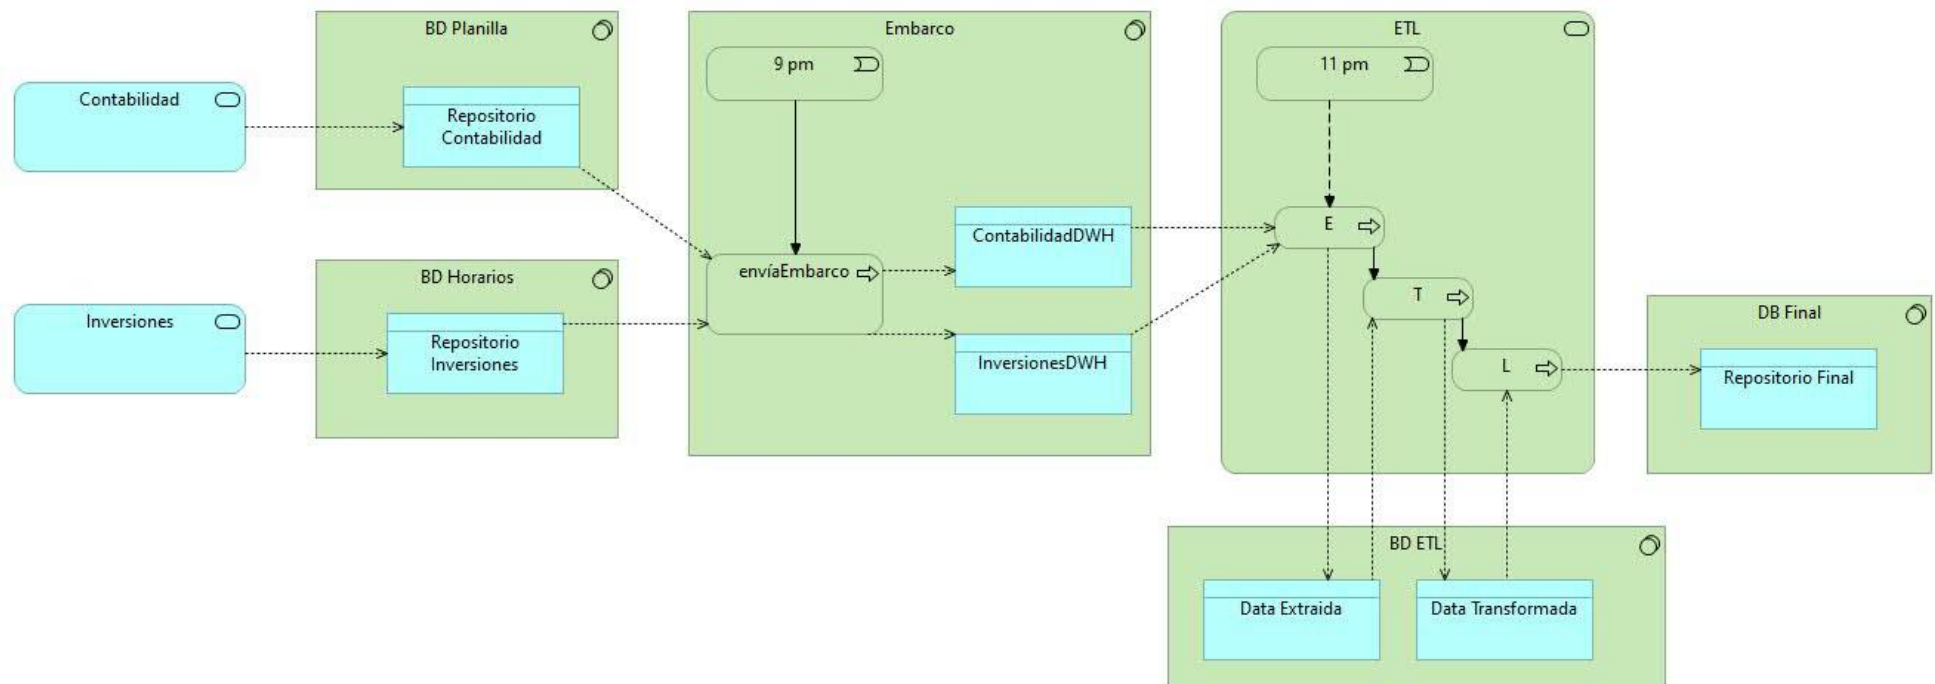 BD Planilla
Embarco
ETL
9 pm
11 pm
Contabilidad
Repositorio
Contabilidad
E
ContabilidadDWH
envíaEmbarco
BD Horarios
T
Inversiones
DB Final
Repositorio
Inversiones
InversionesDWH
L
Repositorio Final
BD ETL
Data Extraida
Data Transformada